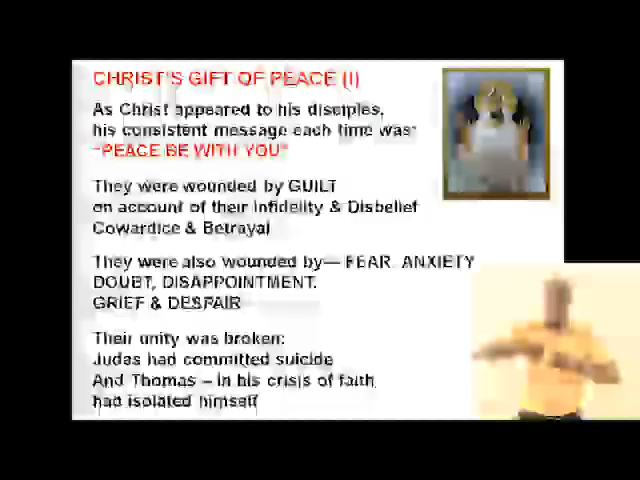 CHRIST'S GIFT OF PEACE (I)
As Christ appeared to his disciples,
his consistent message each time was:
"PEACE BE WITH YOU"
They were wounded by GUILT
on account of their Infidelity & Disbelief
Cowardice & Betrayal
They were also wounded by— FEAR, ANXIETY
DOUBT, DISAPPOINTMENT.
GRIEF & DESPAIR
Their unity was broken:
Judas had committed suicide
And Thomas – in his crisis of faith
had isolated himself